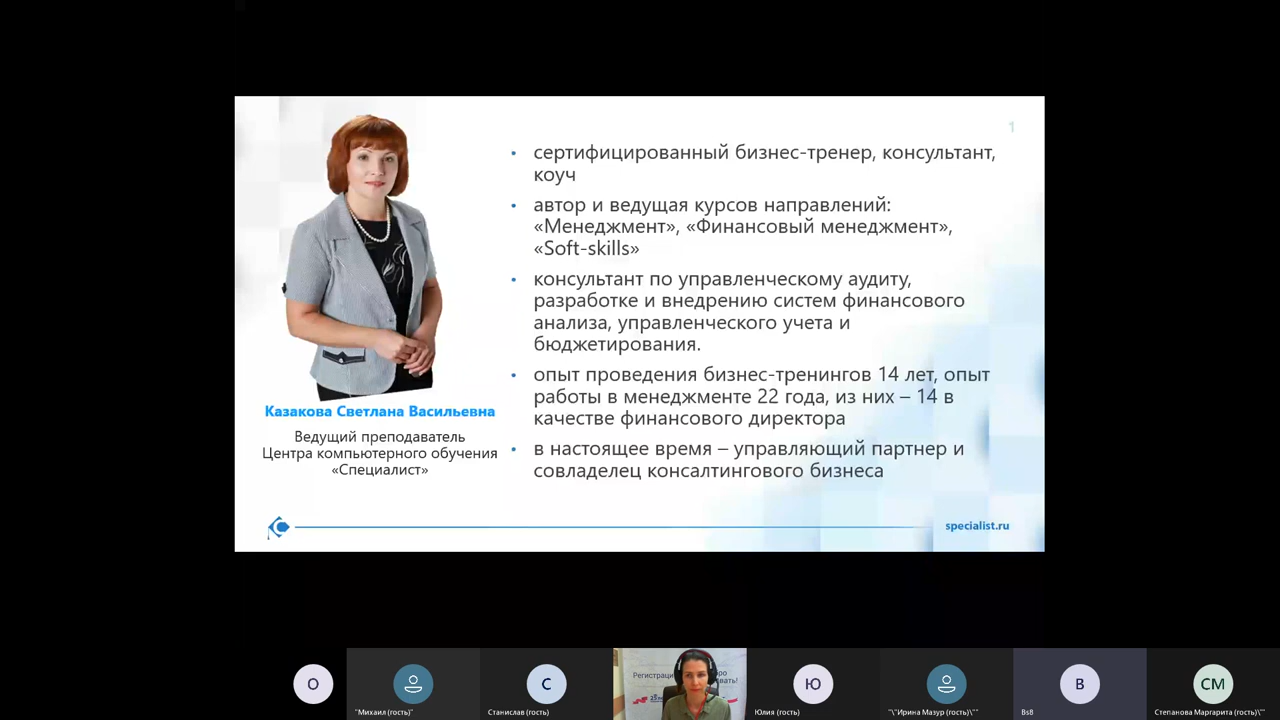 1
сертифицированный бизнес-тренер, консультант,
коуч
автор и ведущая курсов направлений:
«Менеджмент», «Финансовый менеджмент»,
«Soft-skills»
консультант по управленческому аудиту,
разработке и внедрению систем финансового
анализа, управленческого учета и
бюджетирования.
опыт проведения бизнес-тренингов 14 лет, опыт
работы в менеджменте 22 года, из них – 14 в
качестве финансового директора
в настоящее время – управляющий партнер и
совладелец консалтингового бизнеса
Казакова Светлана Васильевна
Ведущий преподаватель
Центра компьютерного обучения
«Специалист»
specialist.ru
О
С
Ю
В
СМ
"Михаил (гость)"
Станислав (гость)
Юлия (гость)
"\"Ирина Мазур (гость)\""
Bs8
Степанова Маргарита (гость)\""